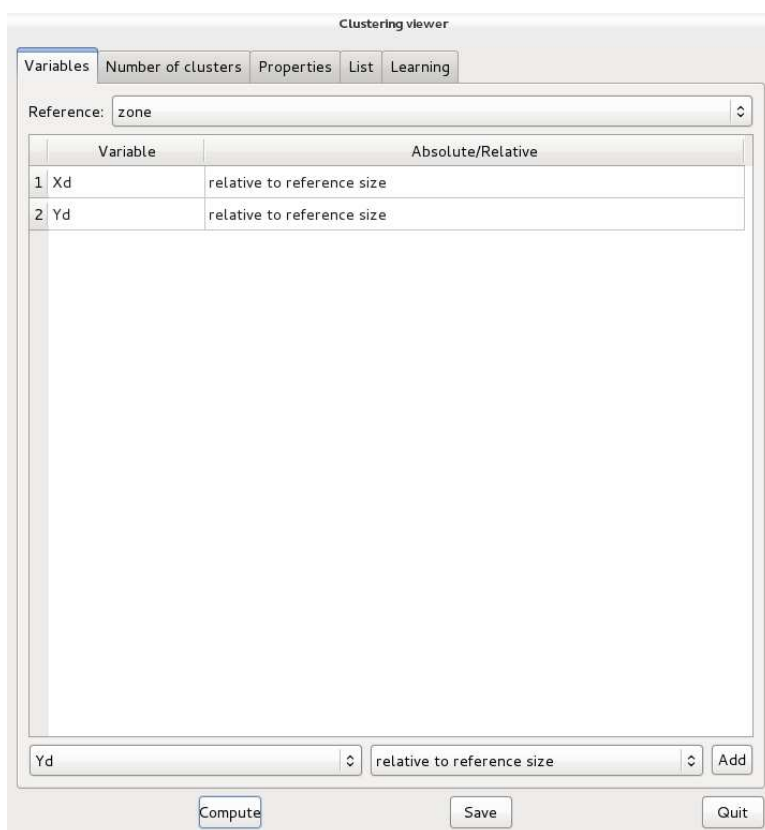 Clustering viewer
Variables Number of clusters Properties List Learning
Reference: zone
Variable Absolute/Relative
1 Xd relative to reference size
2 Yd relative to reference size
Yd relative to reference size Add
Compute Save Quit